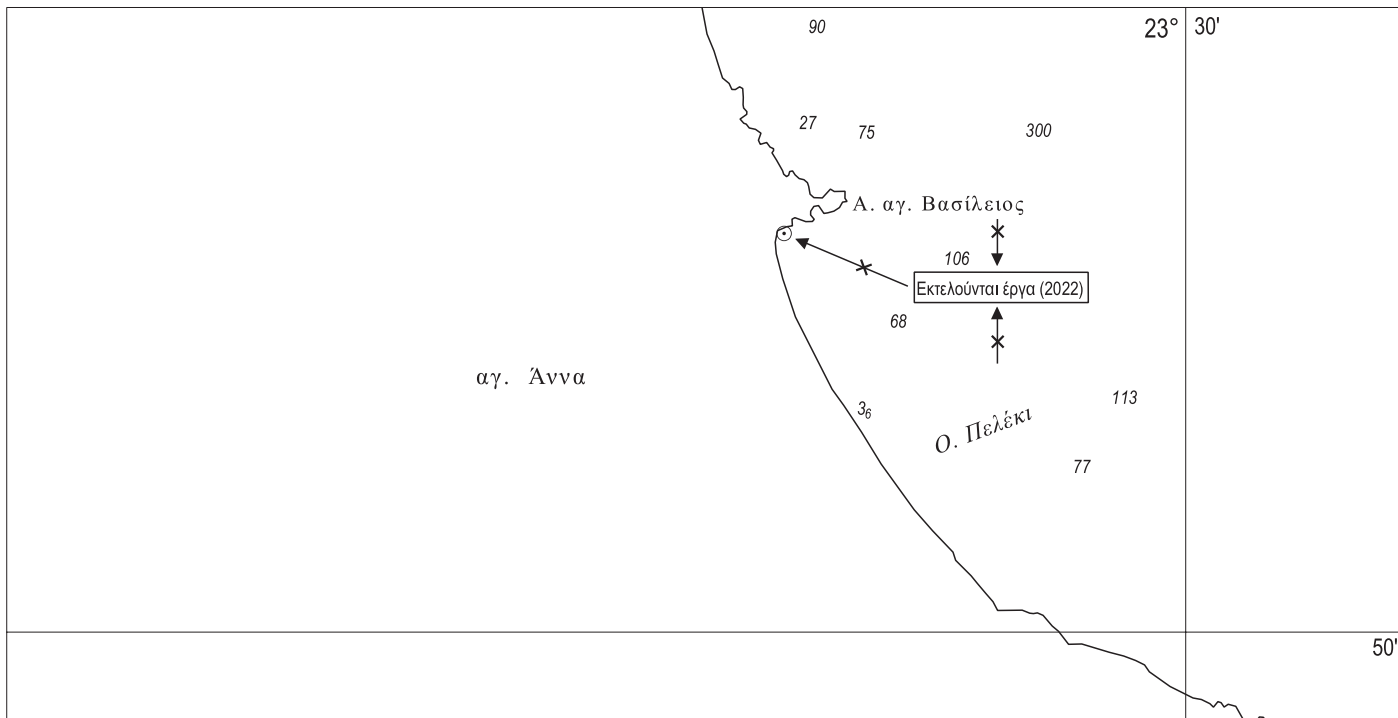 90
23° 30'
27
75
300
Α. αγ. Βασίλειος
106
Εκτελούνται έργα (2022)
68
αγ. Άννα
3₆
113
Ο. Πελέκι
77
50'